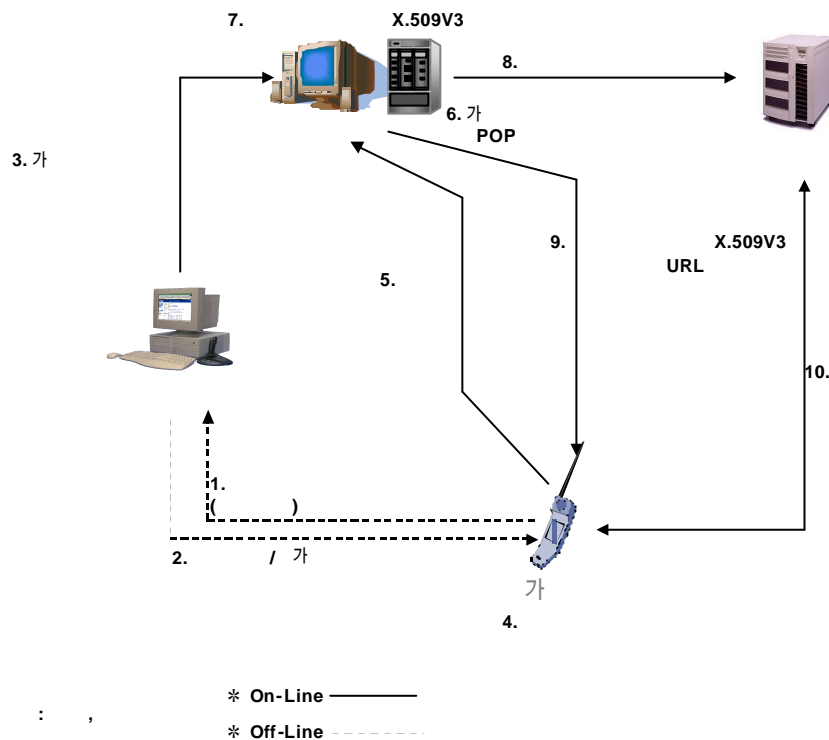 7. X.509V3
8.
6. 가
POP
3. 가
9. X.509V3
URL
5.
10.
1.
( )
2. / 가
가
4.
※ On-Line
: ,
※ Off-Line